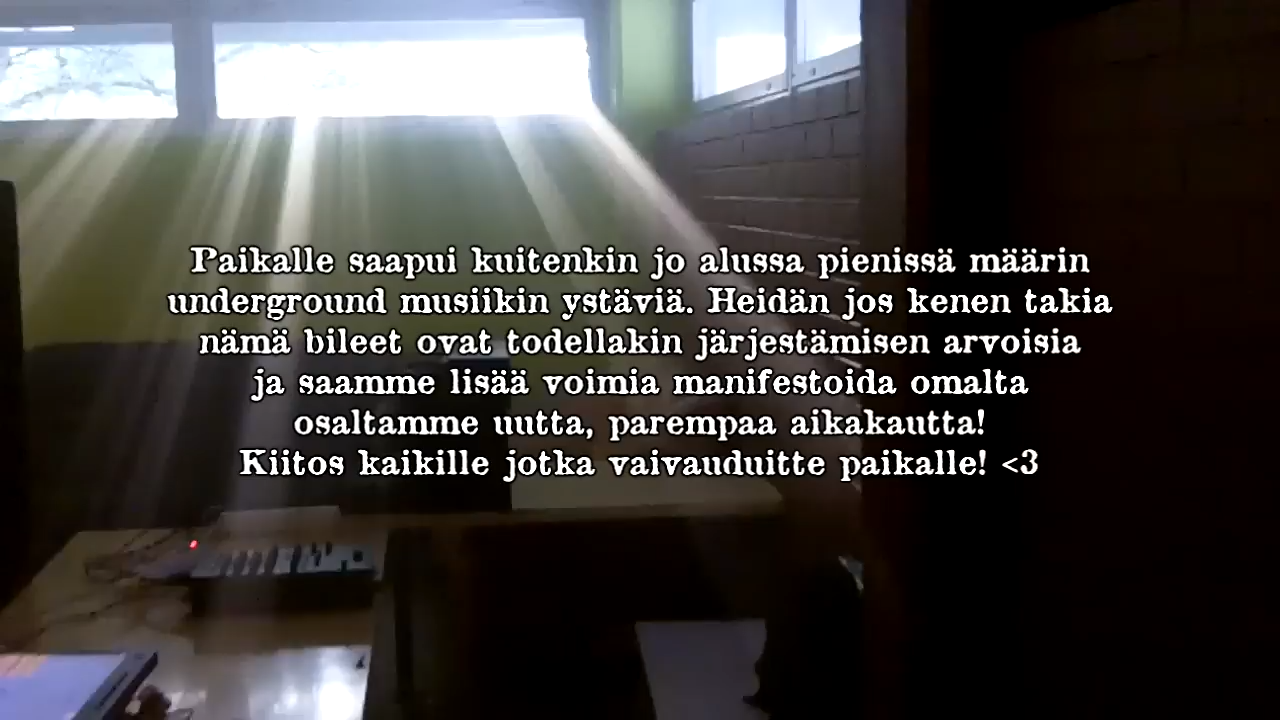 Paikalle saapui kuitenkin jo alussa pienissä määrin
underground musiikin ystäviä. Heidän jos kenen takia
nämä bileet ovat todellakin järjestämisen arvoisia
ja saamme lisää voimia manifestoida omalta
osaltamme uutta, parempaa aikakautta!
Kiitos kaikille jotka vaivauduitte paikalle! <3